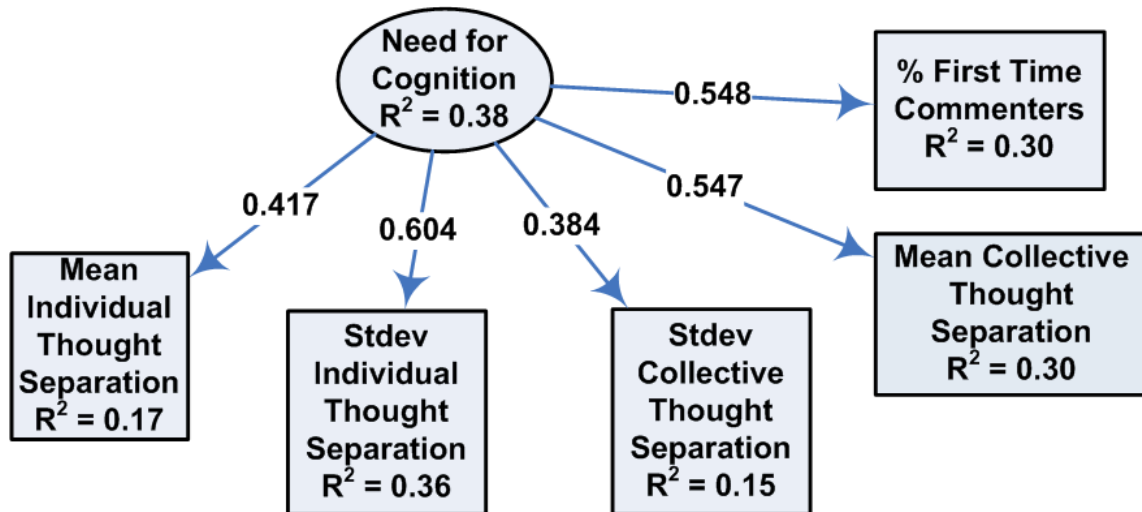 Need for
Cognition
R² = 0.38
0.548
% First Time
Commenters
R² = 0.30
0.417
0.604
0.384
0.547
Mean
Individual
Thought
Separation
R² = 0.17
Stdev
Individual
Thought
Separation
R² = 0.36
Stdev
Collective
Thought
Separation
R² = 0.15
Mean Collective
Thought
Separation
R² = 0.30